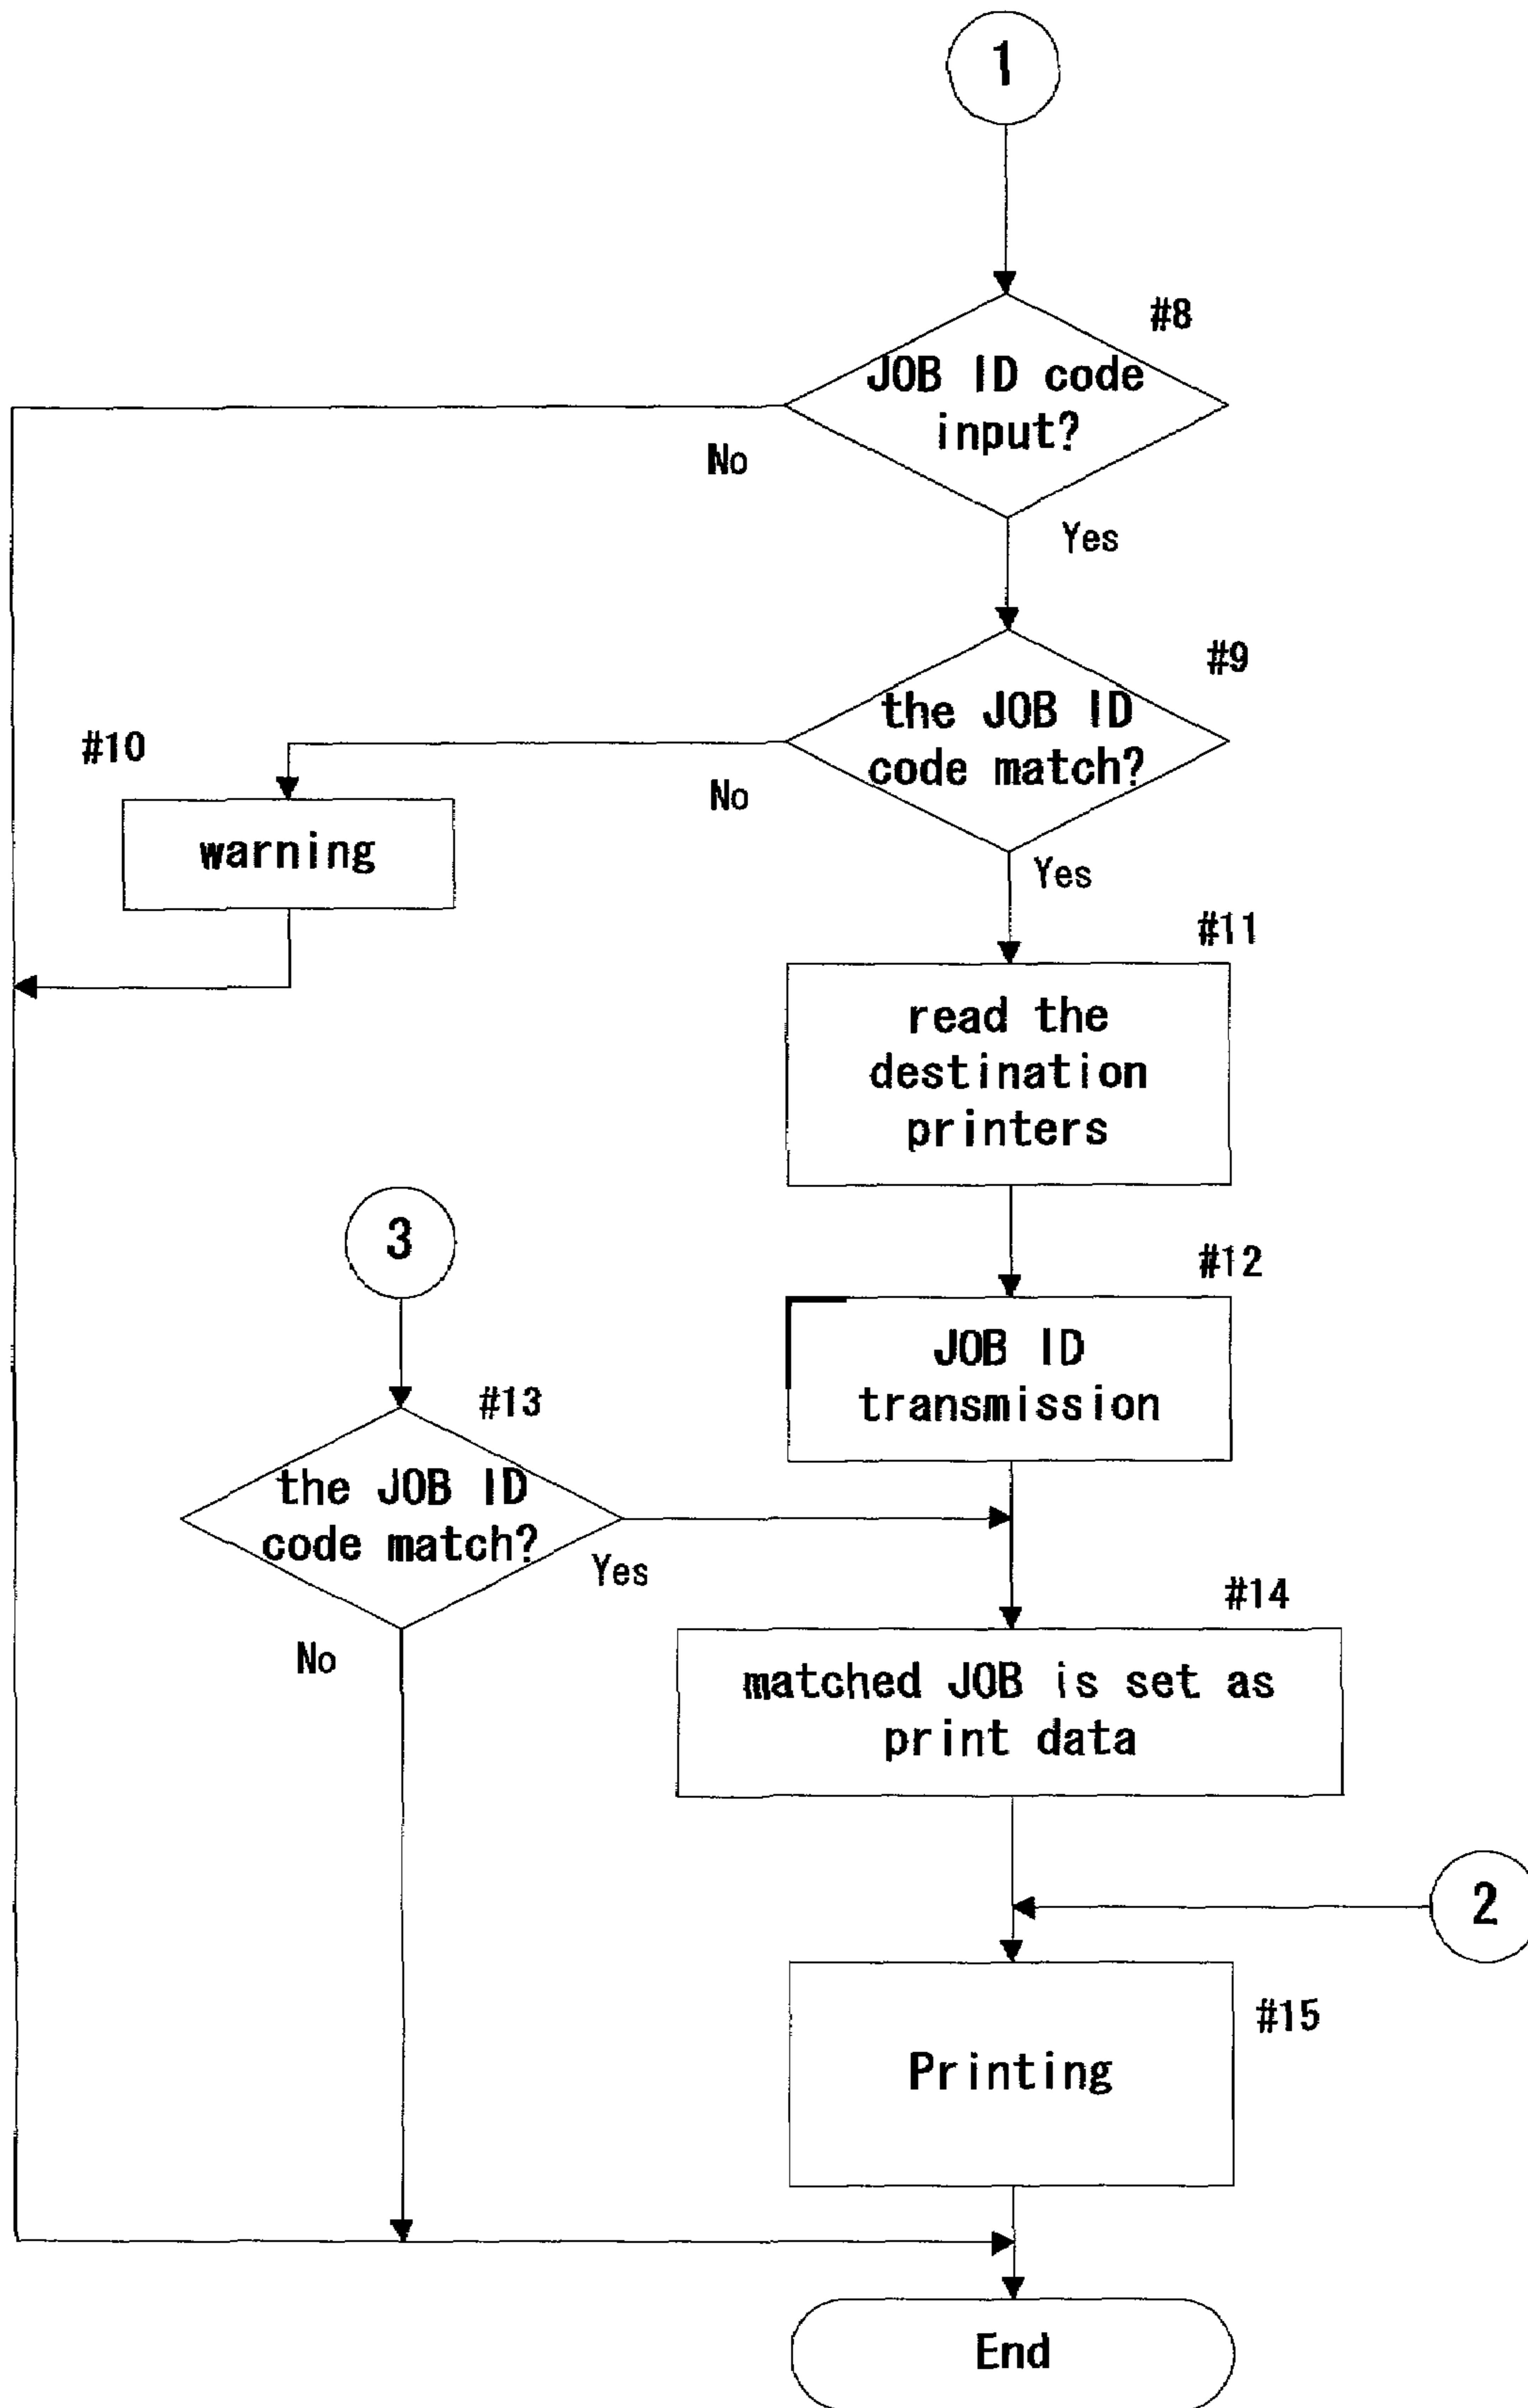 1
#8
JOB ID code
input?
No
Yes
#9
the JOB ID
code match?
#10
No
warning
Yes
#11
read the
destination
printers
3
#12
JOB ID
transmission
#13
the JOB ID
code match?
Yes
No
#14
matched JOB is set as
print data
2
#15
Printing
End